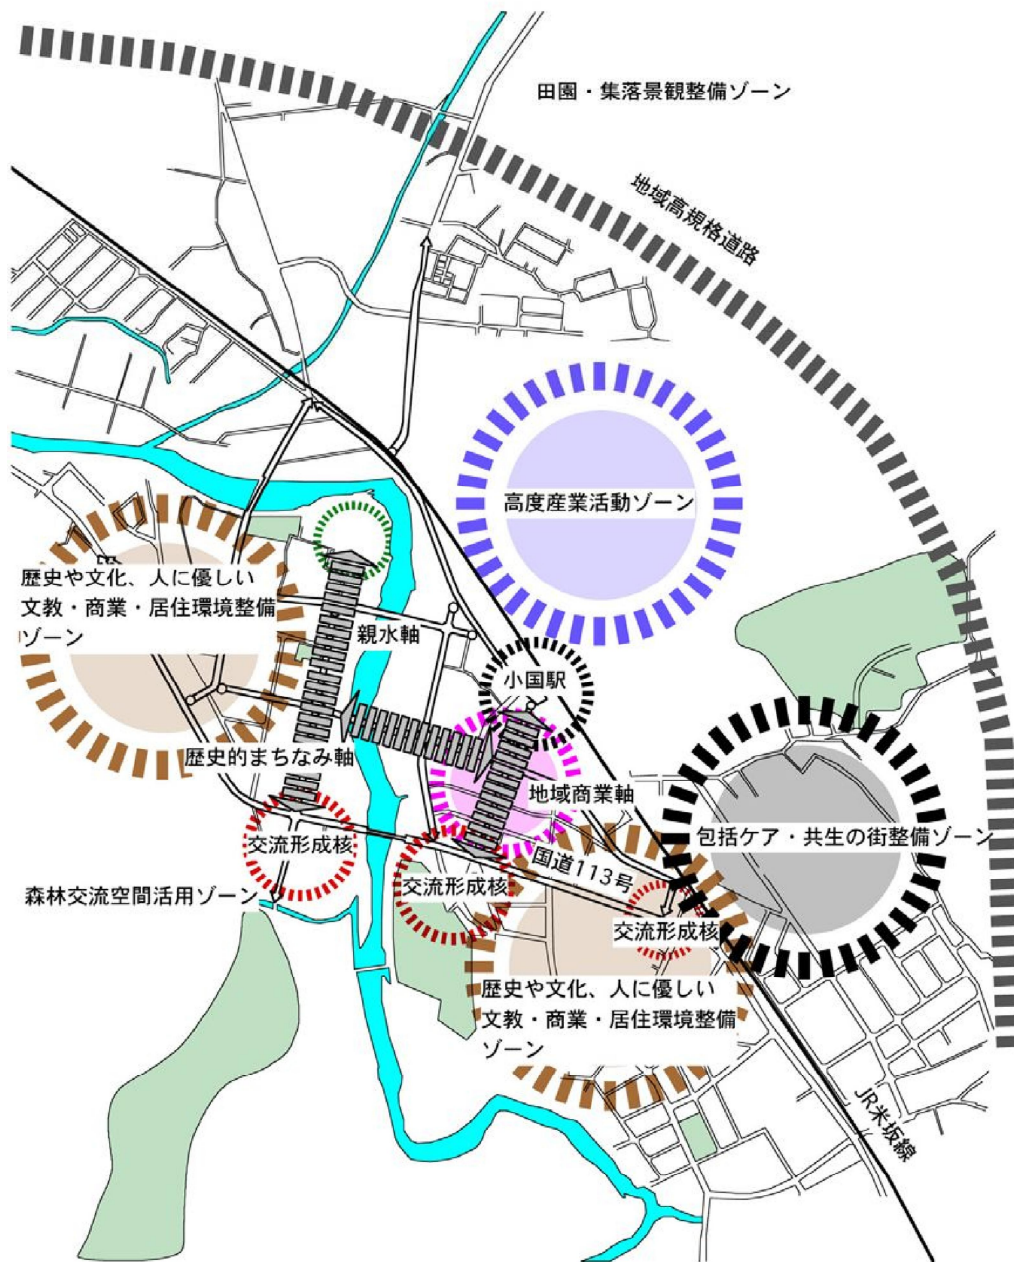 田園・集落景観整備ゾーン
地域高規格道路
高度産業活動ゾーン
歴史や文化、人に優しい
文教・商業・居住環境整備
ゾーン
親水軸
小国駅
歴史的まちなみ軸
地域商業軸
包括ケア・共生の街整備ゾーン
交流形成核
国道113号
交流形成核
森林交流空間活用ゾーン
交流形成核
歴史や文化、人に優しい
文教・商業・居住環境整備
ゾーン
JR米坂線